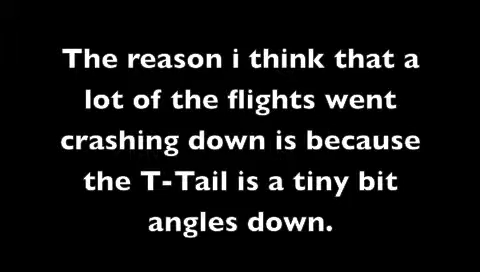 The reason i think that a
lot of the flights went
crashing down is because
the T-Tail is a tiny bit
angles down.